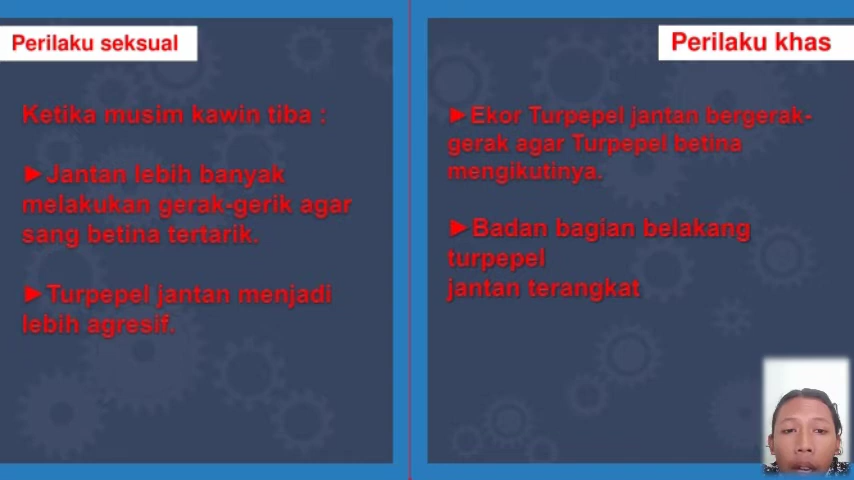 Perilaku seksual
Ketika musim kawin tiba :
►Jantan lebih banyak
melakukan gerak-gerik agar
sang betina tertarik.
►Turpepel jantan menjadi
lebih agresif.
Perilaku khas
►Ekor Turpepel jantan bergerak-
gerak agar Turpepel betina
mengikutinya.
►Badan bagian belakang
turpepel
jantan terangkat